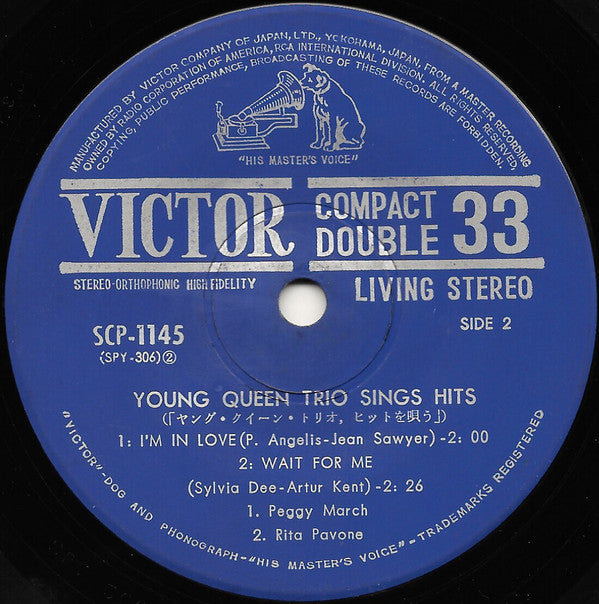 MANUFACTURED BY VICTOR COMPANY OF JAPAN, LTD., YOKOHAMA, JAPAN, FROM A MASTER RECORDING
OWNED BY RADIO CORPORATION OF AMERICA, RCA INTERNATIONAL DIVISION. ALL RIGHTS RESERVED,
COPYING, PUBLIC PERFORMANCE, BROADCASTING OF THESE RECORDS ARE FORBIDDEN.
"HIS MASTER'S VOICE"
VICTOR COMPACT DOUBLE 33
STEREO-ORTHOPHONIC HIGH FIDELITY LIVING STEREO
SCP-1145 SIDE 2
(SPY-306)②
YOUNG QUEEN TRIO SINGS HITS
(「ヤング・クイーン・トリオ, ヒットを唄う」)
1: I'M IN LOVE(P. Angelis-Jean Sawyer)-2: 00
2: WAIT FOR ME
(Sylvia Dee-Artur Kent)-2: 26
1. Peggy March
2. Rita Pavone
"VICTOR"-DOG AND PHONOGRAPH-"HIS MASTER'S VOICE"-TRADEMARKS REGISTERED